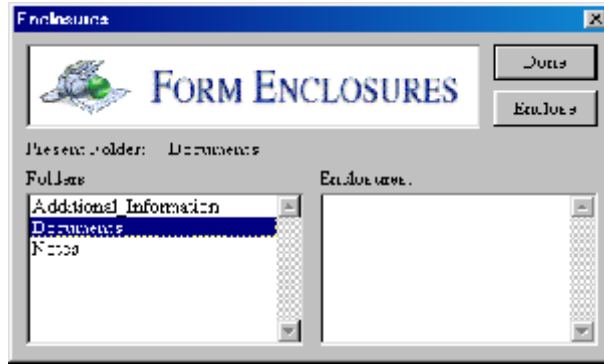 Enclosures
FORM ENCLOSURES
Done
Enclose
Present Folder: Documents
Folders
Enclosures:
Additional_Information
Documents
Notes